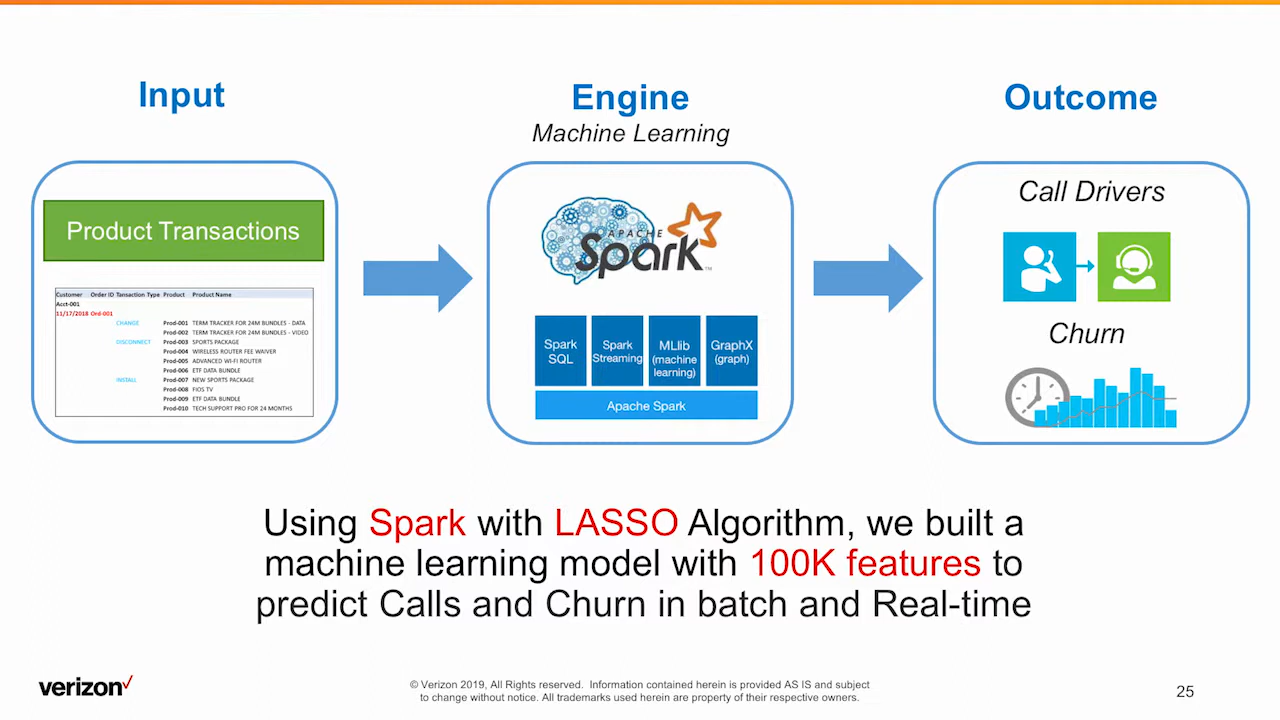 Input
Engine
Machine Learning
Outcome
Product Transactions
Customer Order ID Tansaction Type Product Product Name
Acct-001
11/17/2018 Ord-001
CHANGE Prod-001 TERM TRACKER FOR 24M BUNDLES - DATA
Prod-002 TERM TRACKER FOR 24M BUNDLES - VIDEO
DISCONNECT Prod-003 SPORTS PACKAGE
Prod-004 WIRELESS ROUTER FEE WAIVER
Prod-005 ADVANCED WI-FI ROUTER
Prod-006 ETF DATA BUNDLE
INSTALL Prod-007 NEW SPORTS PACKAGE
Prod-008 FIOS TV
Prod-009 ETF DATA BUNDLE
Prod-010 TECH SUPPORT PRO FOR 24 MONTHS
APACHE
Spark™
Spark
SQL
Spark
Streaming
MLlib
(machine
learning)
GraphX
(graph)
Apache Spark
Call Drivers
Churn
Using Spark with LASSO Algorithm, we built a
machine learning model with 100K features to
predict Calls and Churn in batch and Real-time
verizon
© Verizon 2019, All Rights reserved. Information contained herein is provided AS IS and subject
to change without notice. All trademarks used herein are property of their respective owners.
25